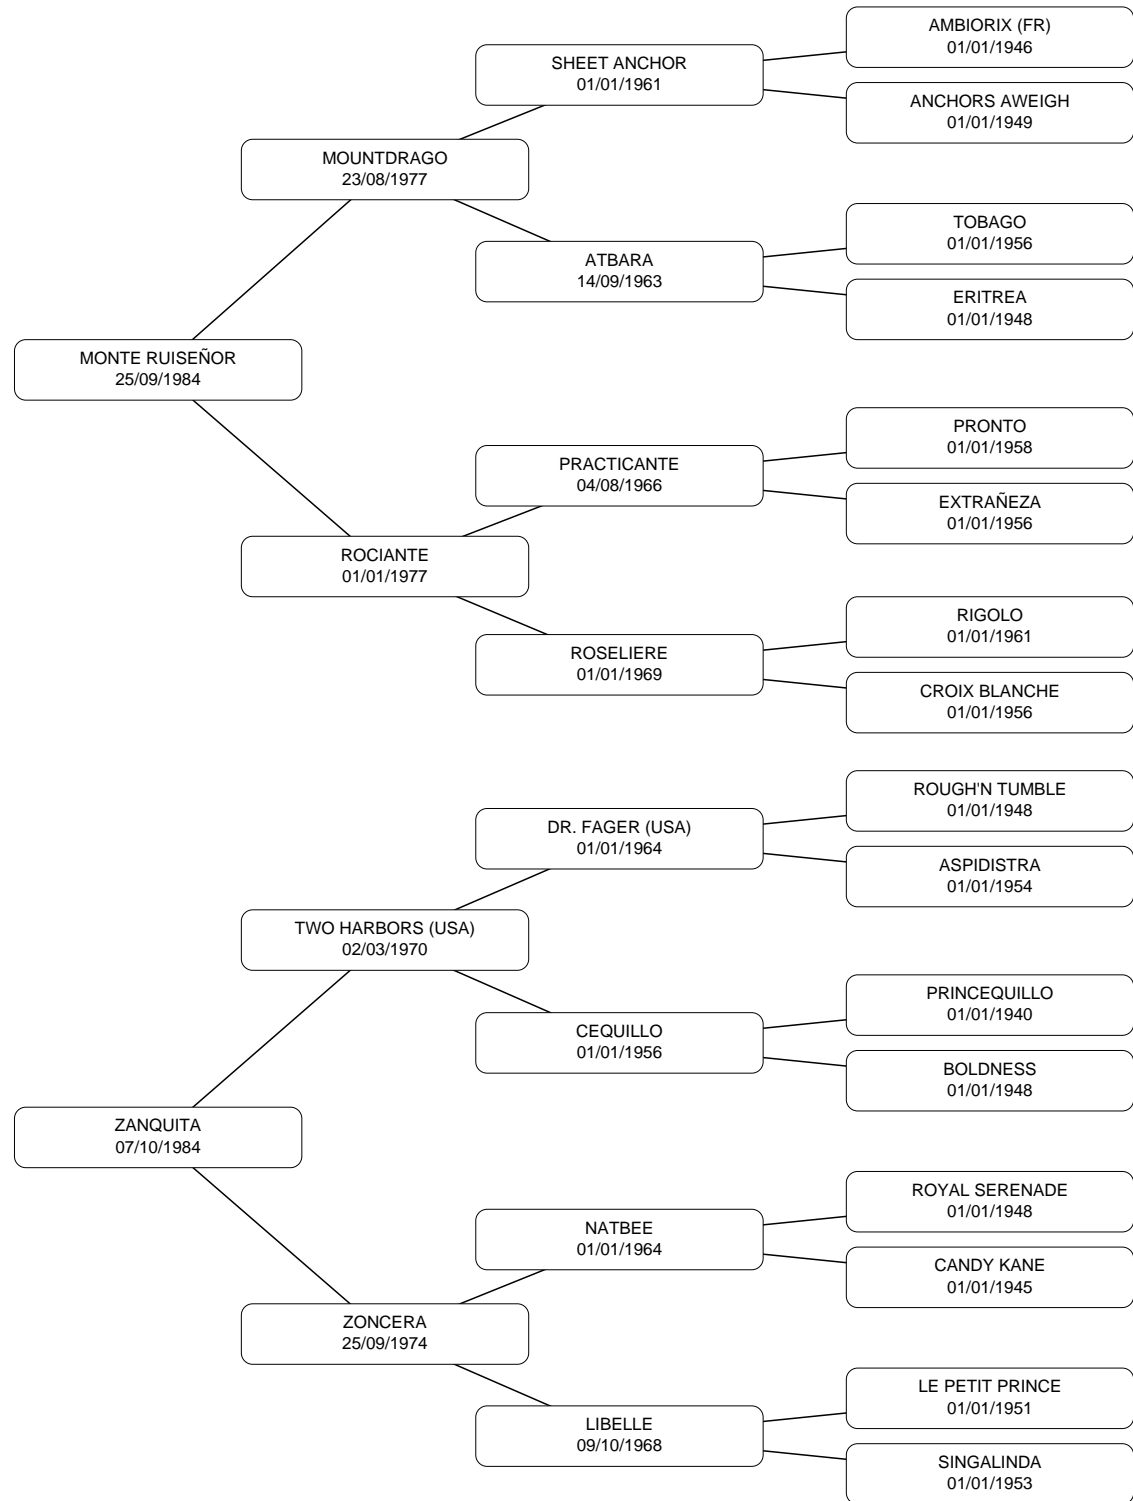 AMBIORIX (FR)
01/01/1946
SHEET ANCHOR
01/01/1961
ANCHORS AWEIGH
01/01/1949
MOUNTDRAGO
23/08/1977
TOBAGO
01/01/1956
ATBARA
14/09/1963
ERITREA
01/01/1948
MONTE RUISEÑOR
25/09/1984
PRONTO
01/01/1958
PRACTICANTE
04/08/1966
EXTRAÑEZA
01/01/1956
ROCIANTE
01/01/1977
RIGOLO
01/01/1961
ROSELIERE
01/01/1969
CROIX BLANCHE
01/01/1956
ROUGH'N TUMBLE
01/01/1948
DR. FAGER (USA)
01/01/1964
ASPIDISTRA
01/01/1954
TWO HARBORS (USA)
02/03/1970
PRINCEQUILLO
01/01/1940
CEQUILLO
01/01/1956
BOLDNESS
01/01/1948
ZANQUITA
07/10/1984
ROYAL SERENADE
01/01/1948
NATBEE
01/01/1964
CANDY KANE
01/01/1945
ZONCERA
25/09/1974
LE PETIT PRINCE
01/01/1951
LIBELLE
09/10/1968
SINGALINDA
01/01/1953